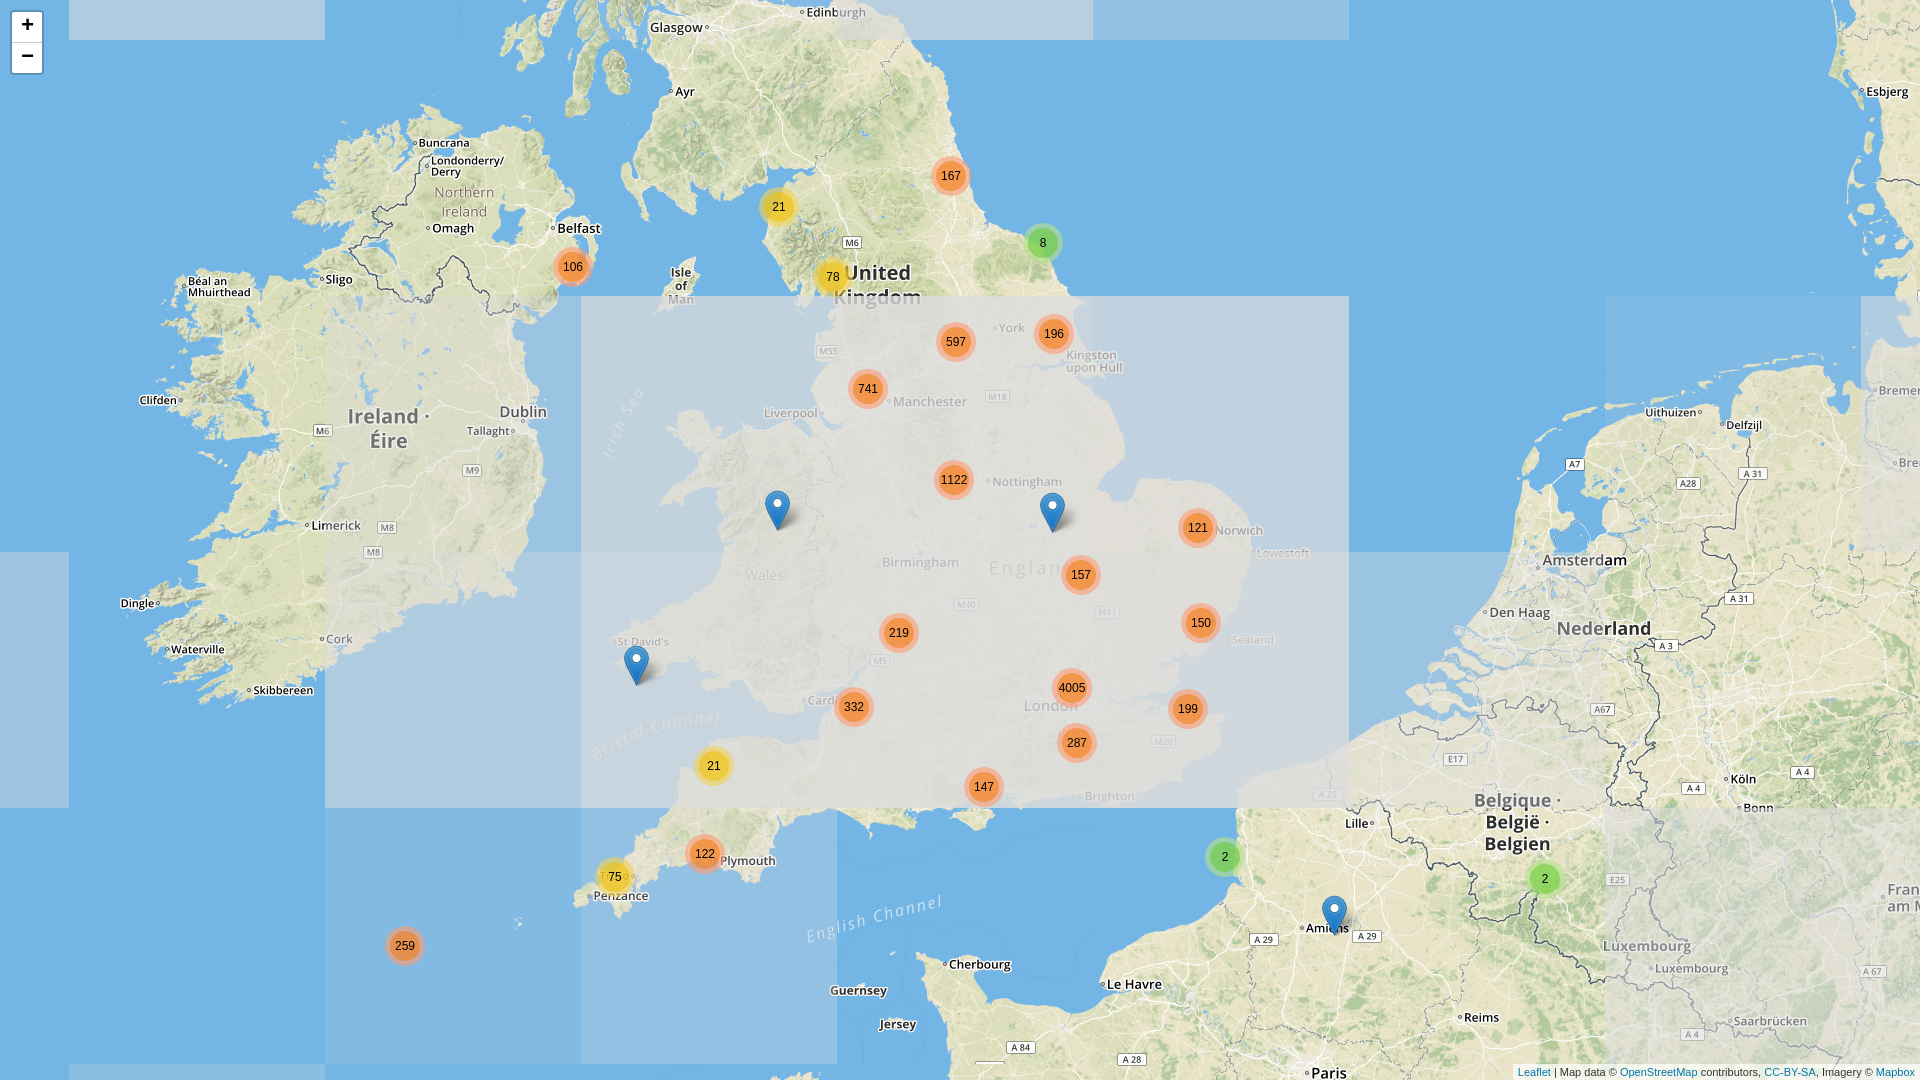 +
−
Glasgow
Edinburgh
Ayr
Esbjerg
Buncrana
Londonderry/
Derry
Northern
Ireland
Omagh
Belfast
167
21
8
M6
106
78
United
Kingdom
Isle
of
Man
Sligo
Béal an
Mhuirthead
597
York
196
Kingston
upon Hull
M55
741
Manchester
M18
Liverpool
Irish Sea
Clifden
Ireland ·
Éire
Dublin
Tallaght
M6
M9
Uithuizen
Delfzijl
A7
A 31
A28
1122
Nottingham
Limerick
M8
M8
121
Norwich
Lowestoft
Birmingham
Wales
Englan
157
Amsterdam
A 31
Dingle
M40
M11
150
Den Haag
Nederland
Cork
Waterville
St David's
219
Sealand
A 3
M5
Skibbereen
4005
London
199
Cardi
332
Bristol Channel
287
M20
A67
E17
21
147
Brighton
A 25
Köln
A 4
A 4
Bonn
Belgique ·
België ·
Belgien
Lille
122
Plymouth
75
Penzance
2
2
E25
Fran
am M
English Channel
Amiens
A 29
A 29
259
Luxembourg
Luxembourg
A 67
Cherbourg
Guernsey
Le Havre
Jersey
Reims
Saarbrücken
A 4
A 84
A 28
Paris
Bremer
Bre
Leaflet | Map data © OpenStreetMap contributors, CC-BY-SA, Imagery © Mapbox